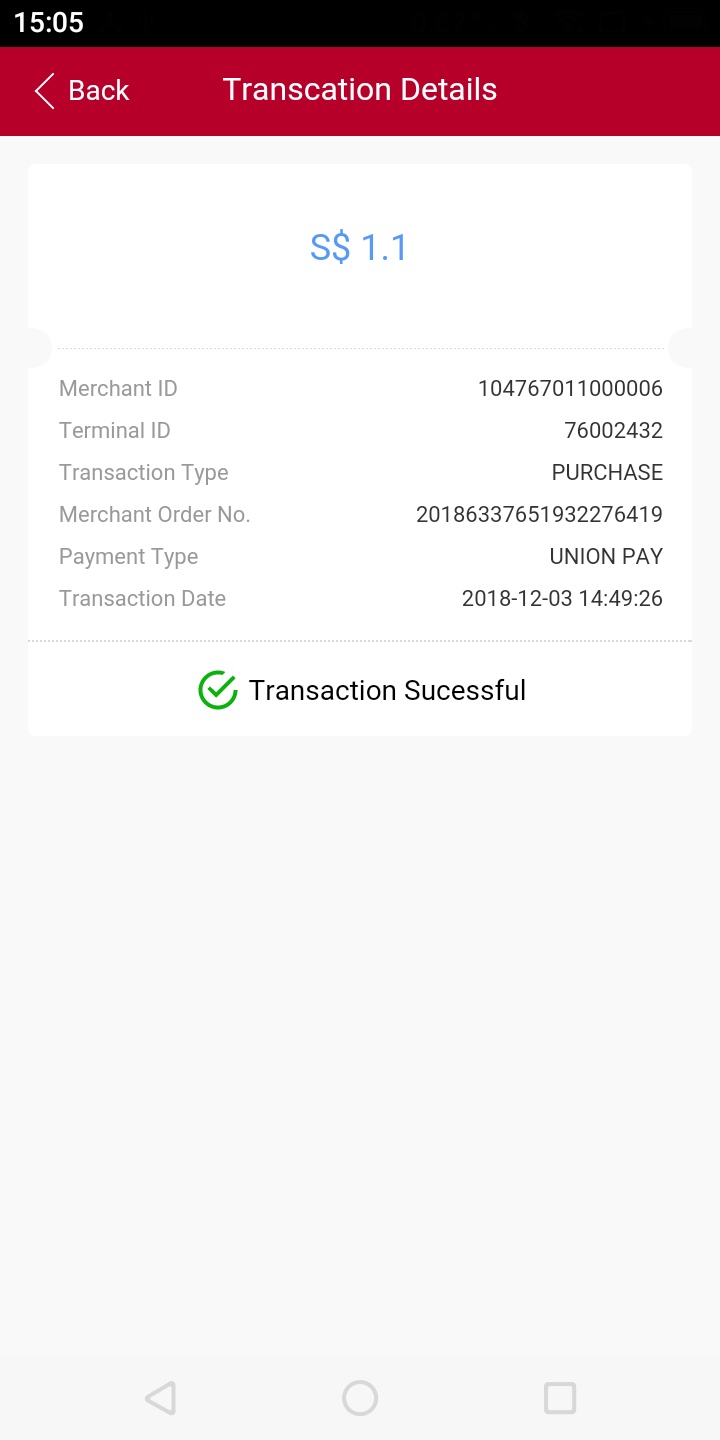 15:05
Back
Transcation Details
S$ 1.1
Merchant ID 104767011000006
Terminal ID 76002432
Transaction Type PURCHASE
Merchant Order No. 20186337651932276419
Payment Type UNION PAY
Transaction Date 2018-12-03 14:49:26
Transaction Sucessful